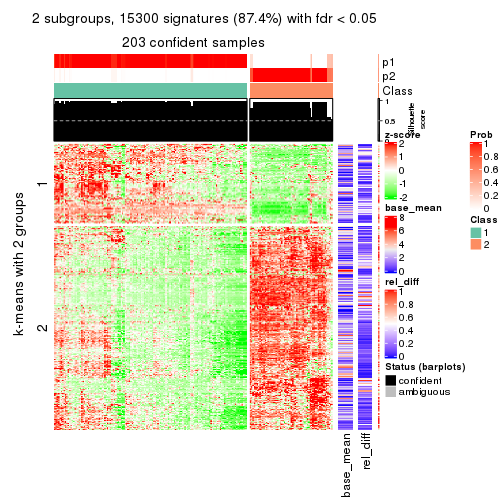 2 subgroups, 15300 signatures (87.4%) with fdr < 0.05
203 confident samples
p1
p2
Class
1
0.5
0
Silhouette
score
k-means with 2 groups
1
2
base_mean
rel_diff
z-score
2
1
0
-1
-2
base_mean
8
6
4
2
0
rel_diff
1
0.8
0.6
0.4
0.2
0
Status (barplots)
confident
ambiguous
Prob
1
0.8
0.6
0.4
0.2
0
Class
1
2